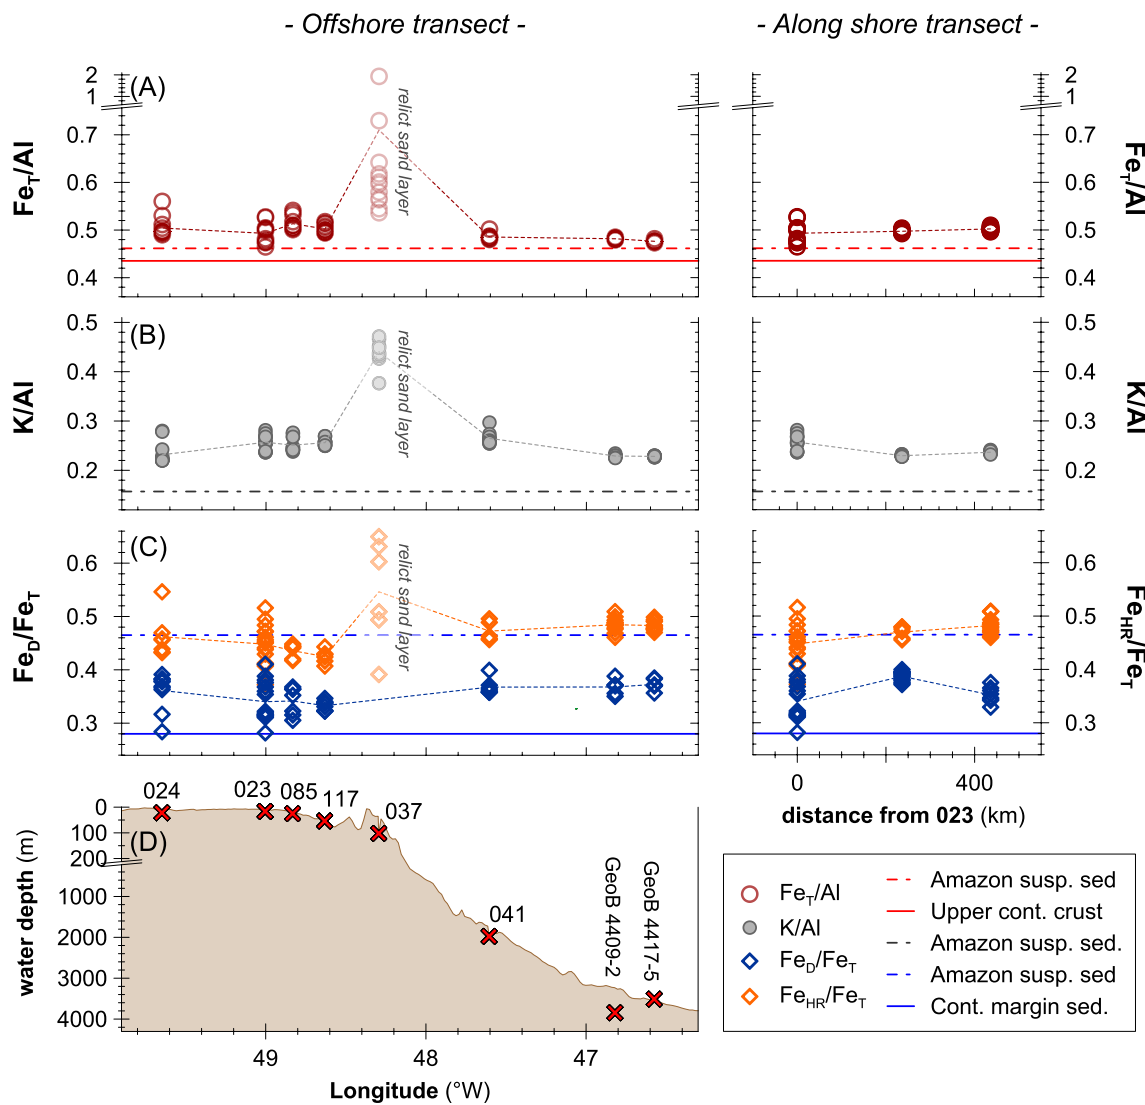 - Offshore transect -
- Along shore transect -
(A)
2
1
0.7
0.6
0.5
0.4
Fe_T/Al
relict sand layer
2
1
0.7
0.6
0.5
0.4
Fe_T/Al
(B)
0.5
0.4
0.3
0.2
K/Al
relict sand layer
0.5
0.4
0.3
0.2
K/Al
(C)
0.6
0.5
0.4
0.3
Fe_D/Fe_T
relict sand layer
0.6
0.5
0.4
0.3
Fe_HR/Fe_T
0
400
distance from 023 (km)
(D)
024
023
085
117
037
041
GeoB 4409-2
GeoB 4417-5
0
100
200
1000
2000
3000
4000
water depth (m)
49
48
47
Longitude (°W)
Fe_T/Al
K/Al
Fe_D/Fe_T
Fe_HR/Fe_T
Amazon susp. sed
Upper cont. crust
Amazon susp. sed.
Amazon susp. sed
Cont. margin sed.